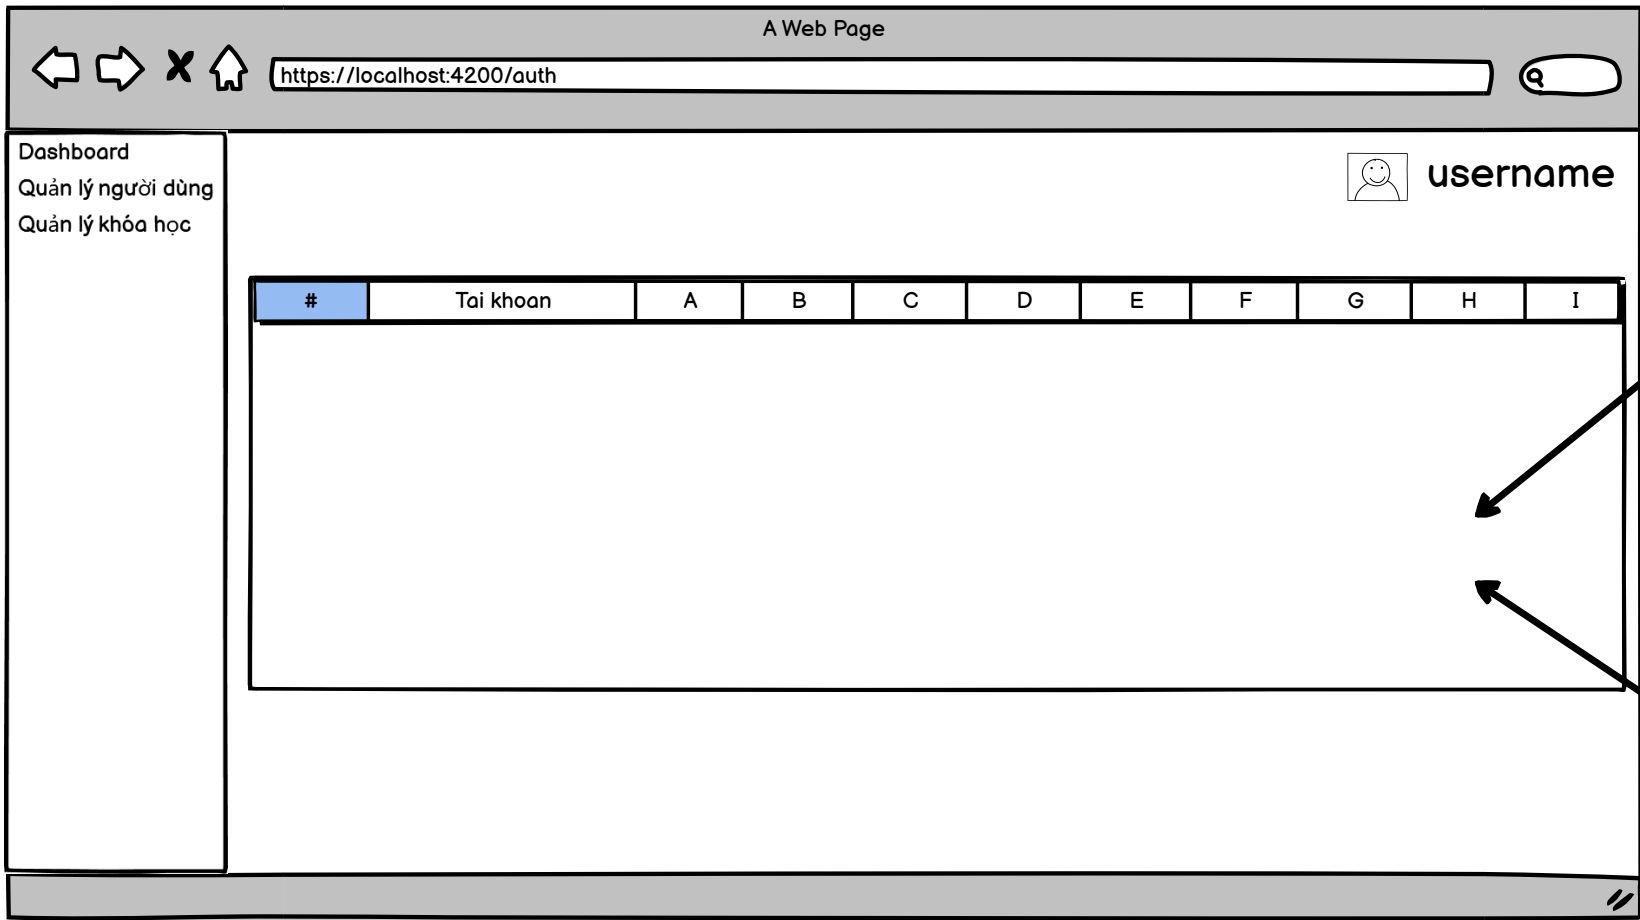 A Web Page
https://localhost:4200/auth
Dashboard
Quản lý người dùng
Quản lý khóa học
username
# Tai khoan A B C D E F G H I